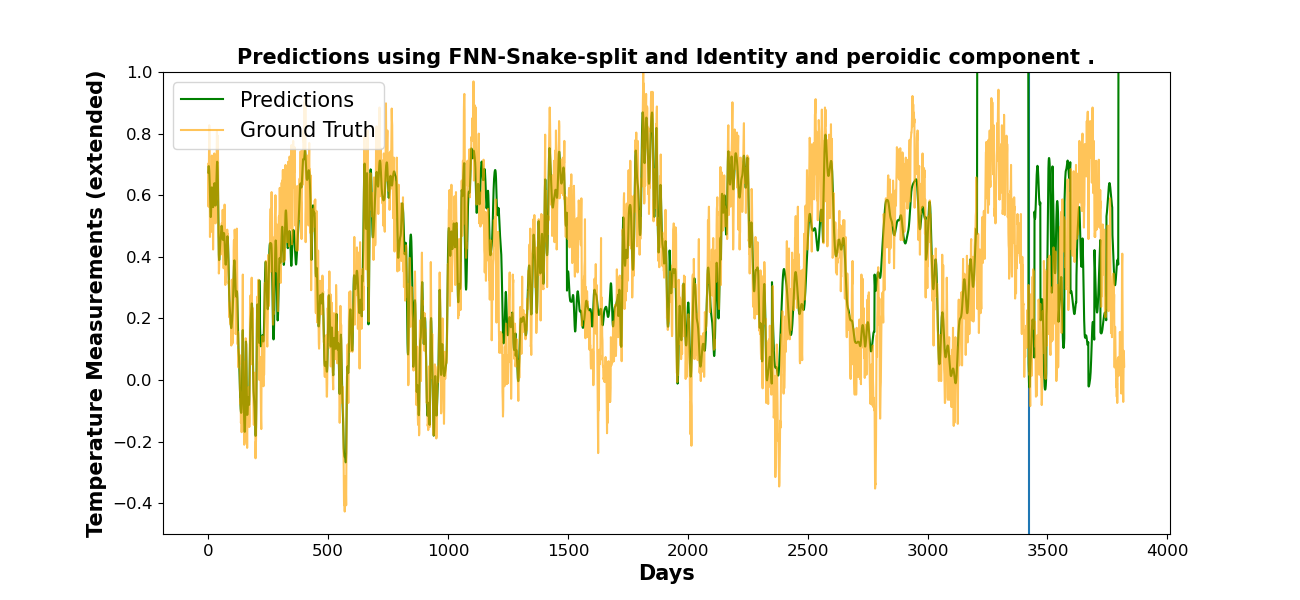 Predictions using FNN-Snake-split and Identity and peroidic component .
Temperature Measurements (extended)
1.0
0.8
0.6
0.4
0.2
0.0
−0.2
−0.4
Predictions
Ground Truth
0 500 1000 1500 2000 2500 3000 3500 4000
Days